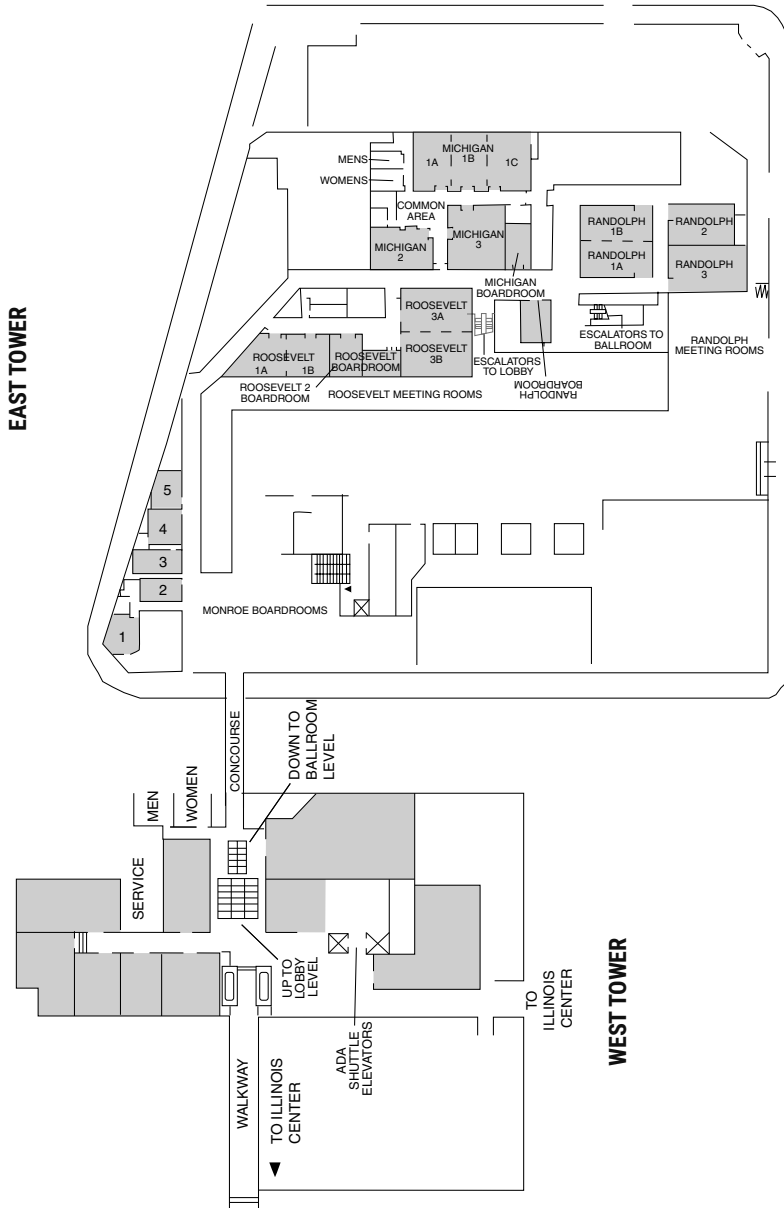 EAST TOWER
MENS
WOMENS
MICHIGAN
1B
1A
1C
COMMON
AREA
MICHIGAN
2
MICHIGAN
3
MICHIGAN
BOARDROOM
RANDOLPH
1B
RANDOLPH
1A
RANDOLPH
2
RANDOLPH
3
ROOSEVELT
3A
ROOSEVELT
3B
ROOSEVELT
1A
1B
ROOSEVELT
BOARDROOM
ROOSEVELT 2
BOARDROOM
ROOSEVELT MEETING ROOMS
ESCALATORS
TO LOBBY
RANDOLPH
BOARDROOM
ESCALATORS TO
BALLROOM
RANDOLPH
MEETING ROOMS
5
4
3
2
1
MONROE BOARDROOMS
CONCOURSE
DOWN TO
BALLROOM
LEVEL
MEN
WOMEN
SERVICE
UP TO
LOBBY
LEVEL
ADA
SHUTTLE
ELEVATORS
WALKWAY
TO ILLINOIS
CENTER
TO
ILLINOIS
CENTER
WEST TOWER